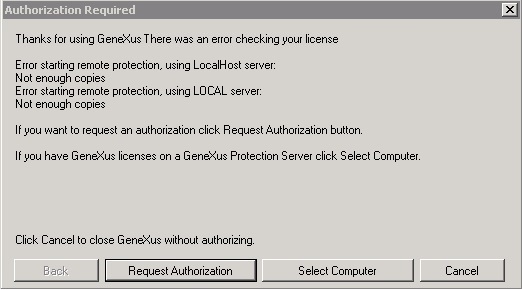 Authorization Required
Thanks for using GeneXus There was an error checking your license
Error starting remote protection, using LocalHost server:
Not enough copies
Error starting remote protection, using LOCAL server:
Not enough copies
If you want to request an authorization click Request Authorization button.
If you have GeneXus licenses on a GeneXus Protection Server click Select Computer.
Click Cancel to close GeneXus without authorizing.
Back
Request Authorization
Select Computer
Cancel